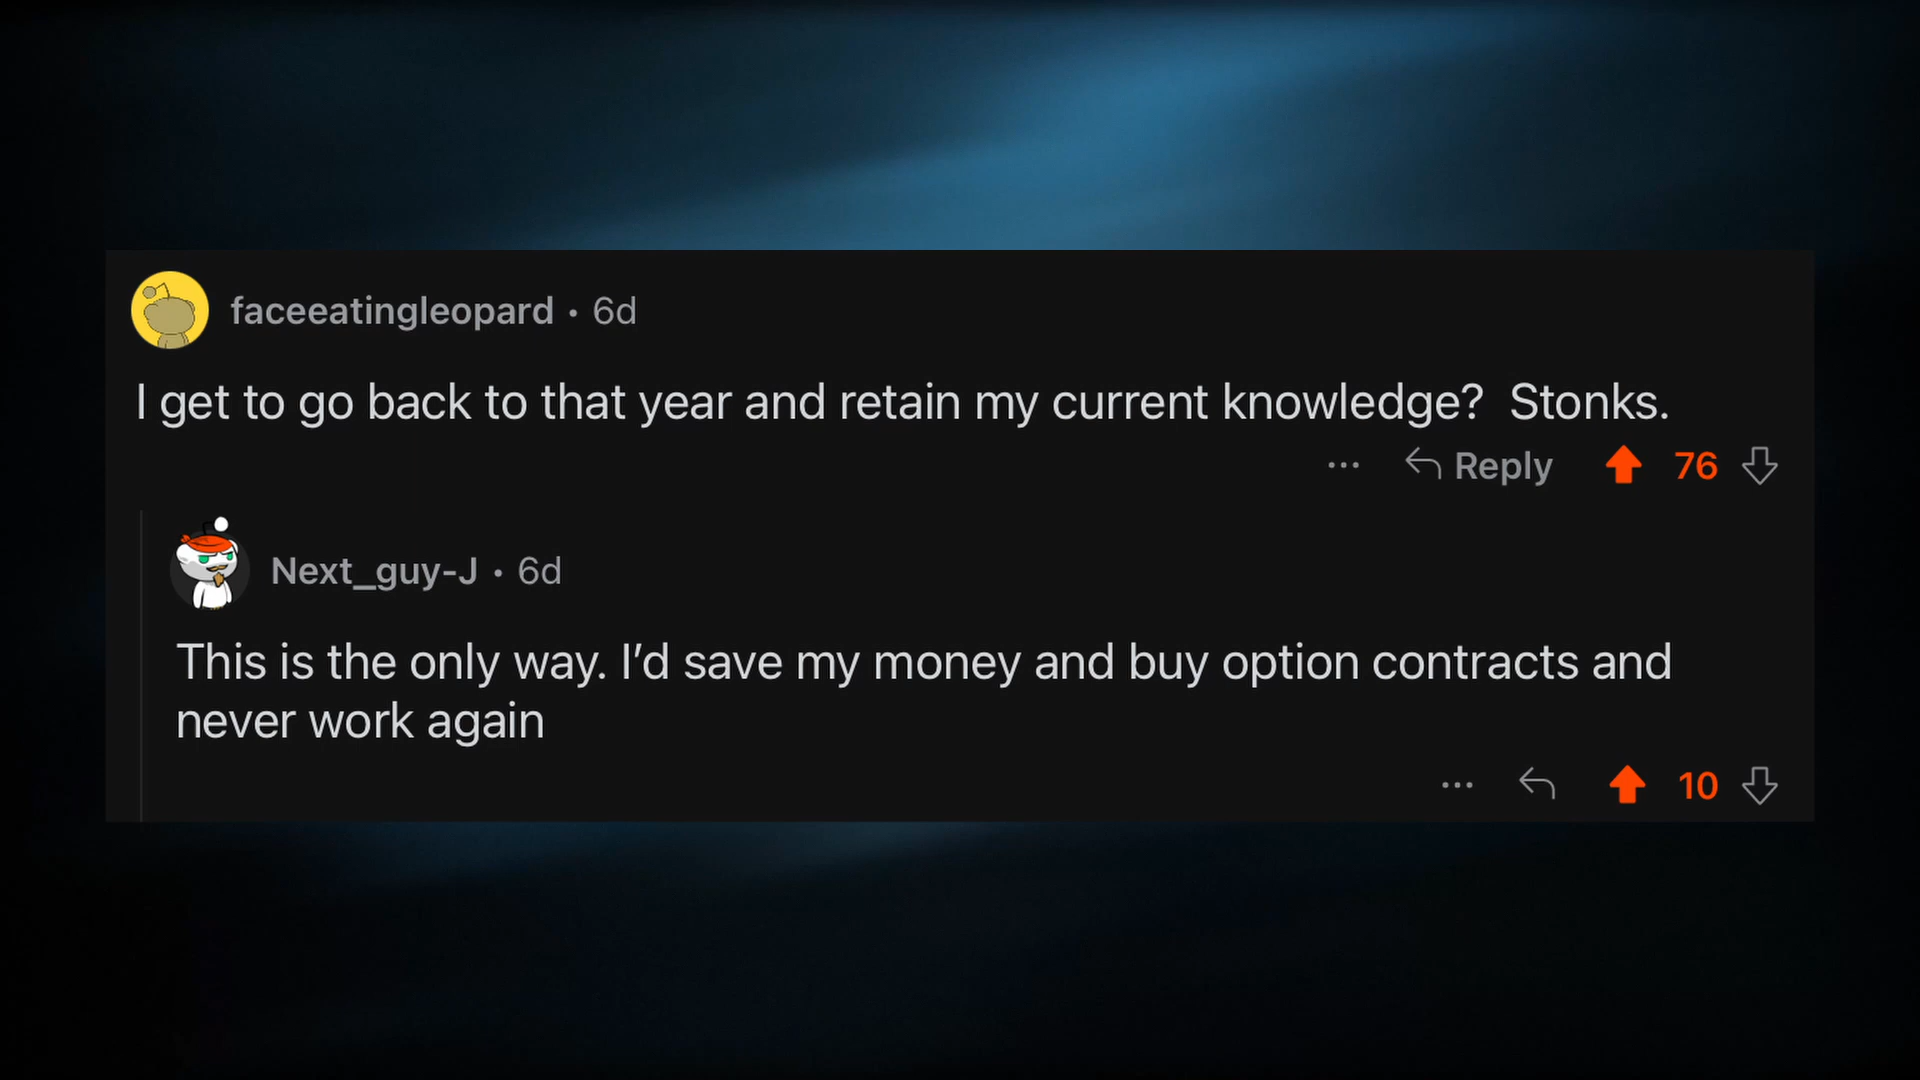 faceeatingleopard • 6d
I get to go back to that year and retain my current knowledge?  Stonks.
... Reply 76
Next_guy-J • 6d
This is the only way. I’d save my money and buy option contracts and
never work again
... 10